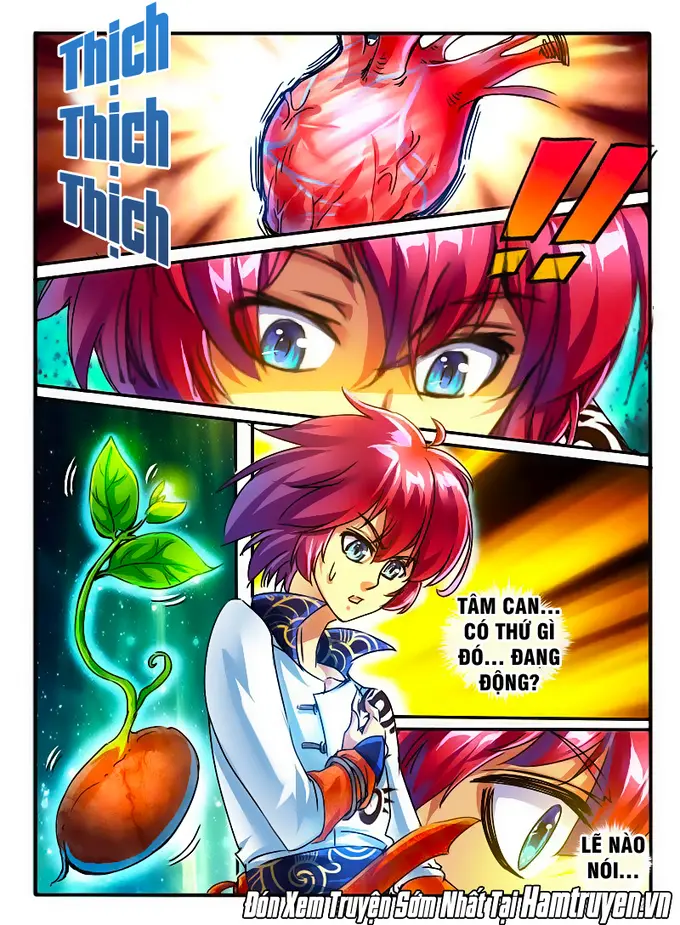 Thịch
Thịch
Thịch
!!
TÂM CAN...
CÓ THỨ GÌ
ĐÓ... ĐANG
ĐỘNG?
LẼ NÀO
NÓI...
Đón Xem Truyện Sớm Nhất Tại Hamtruyen.vn